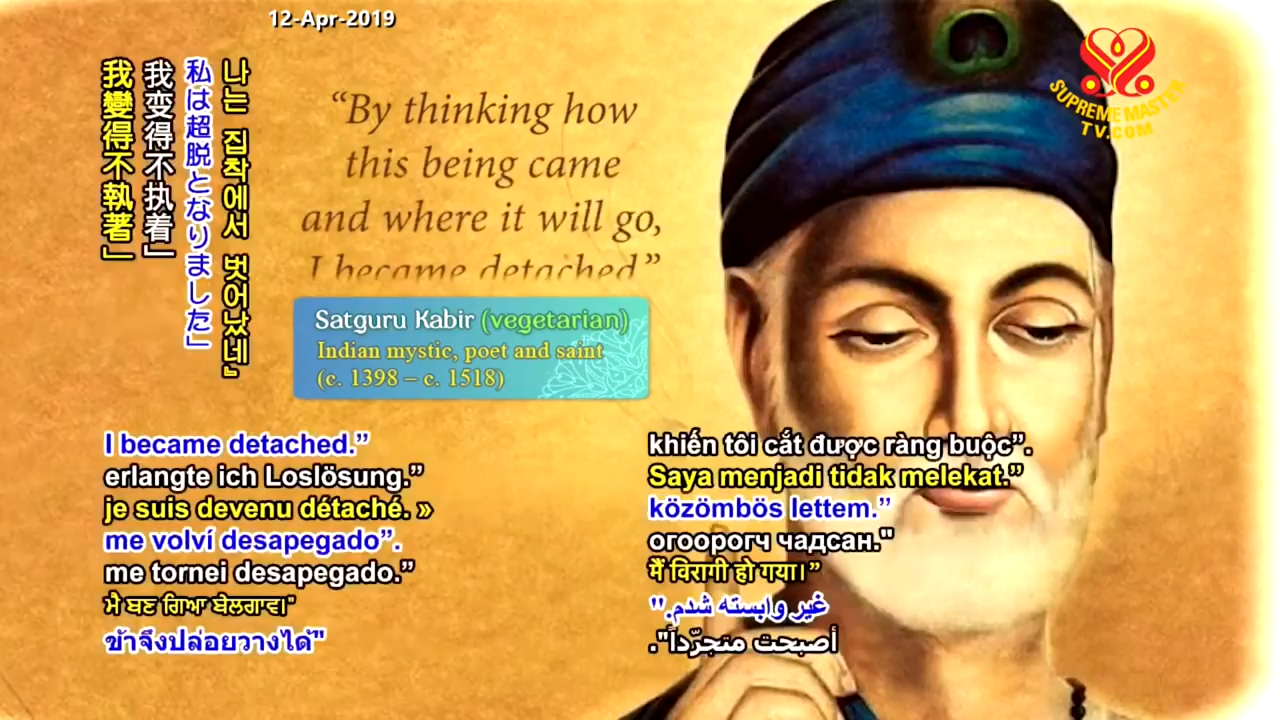 12-Apr-2019
SUPREME MASTER
TV.COM
나는 집착에서 벗어났네』
私は超脱となりました」
我变得不执着」
我變得不執著」
“By thinking how
this being came
and where it will go,
I became detached”
Satguru Kabir (vegetarian)
Indian mystic, poet and saint
(c. 1398 – c. 1518)
I became detached.”
erlangte ich Loslösung.”
je suis devenu détaché. »
me volví desapegado”.
me tornei desapegado.”
ਮੈਂ ਬਣ ਗਿਆ ਬੇਲਗਾਵ।"
ข้าจึงปล่อยวางได้"
khiến tôi cắt được ràng buộc”.
Saya menjadi tidak melekat.”
közömbös lettem.”
огоорогч чадсан."
मैं विरागी हो गया।”
غیر وابسته شدم."
أصبحت متجرّداً".